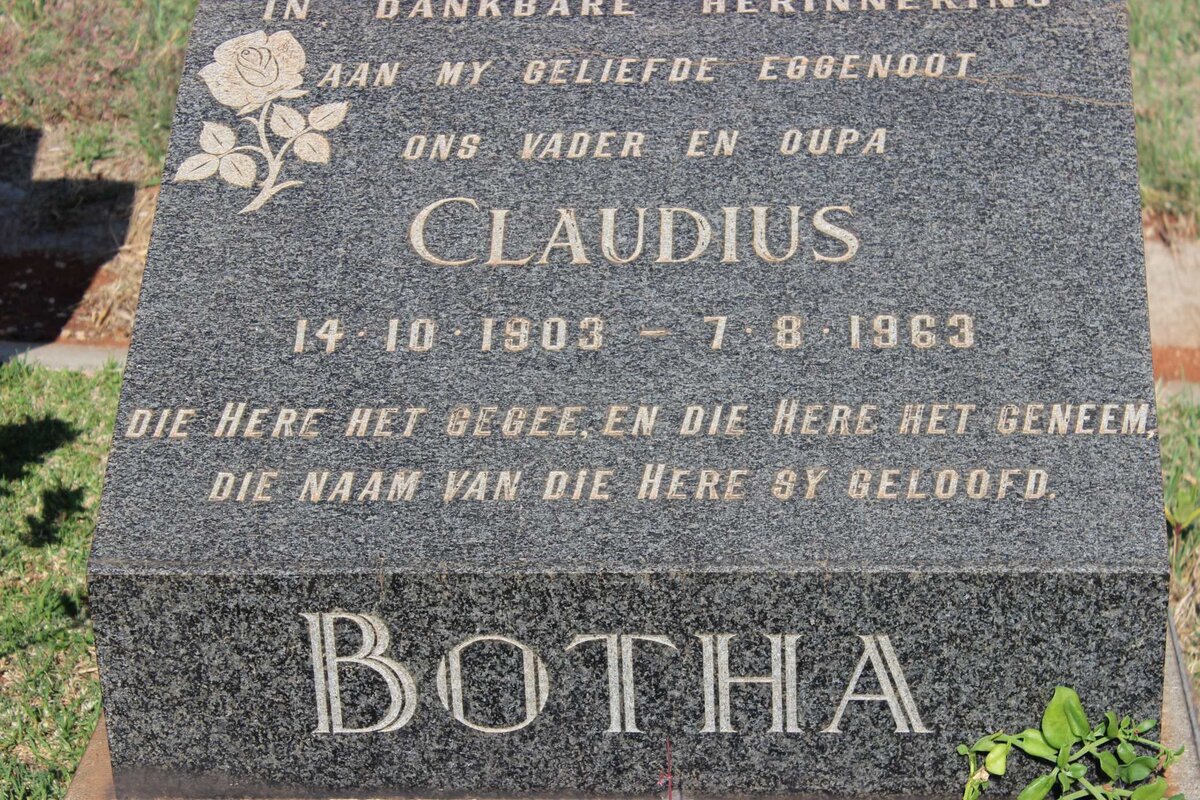 IN DANKBARE HERINNERING
AAN MY GELIEFDE EGGENOOT
ONS VADER EN OUPA
CLAUDIUS
14·10·1903 – 7·8·1963
DIE HERE HET GEGEE, EN DIE HERE HET GENEEM,
DIE NAAM VAN DIE HERE SY GELOOFD.
BOTHA